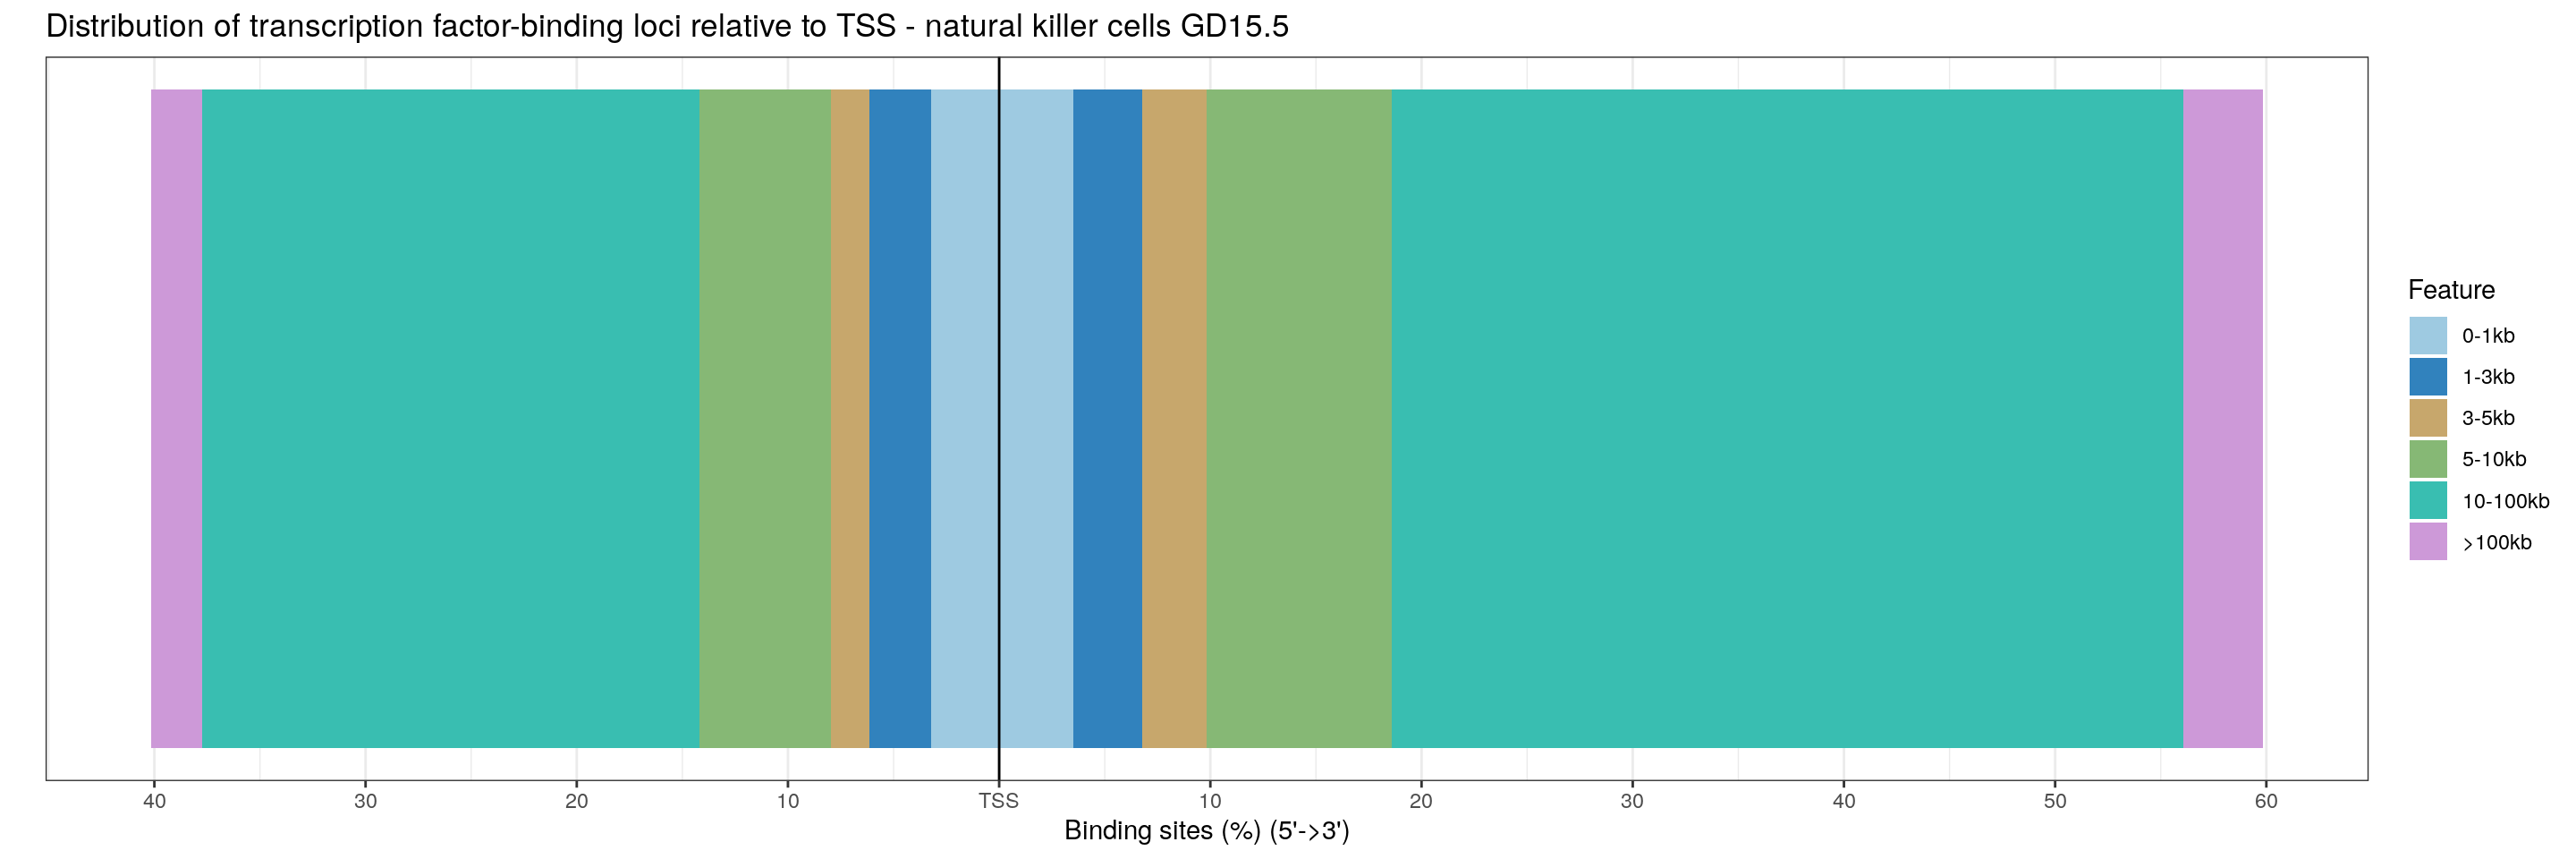 Distribution of transcription factor-binding loci relative to TSS - natural killer cells GD15.5
Feature
0-1kb
1-3kb
3-5kb
5-10kb
10-100kb
>100kb
40 30 20 10 TSS 10 20 30 40 50 60
Binding sites (%) (5'->3')